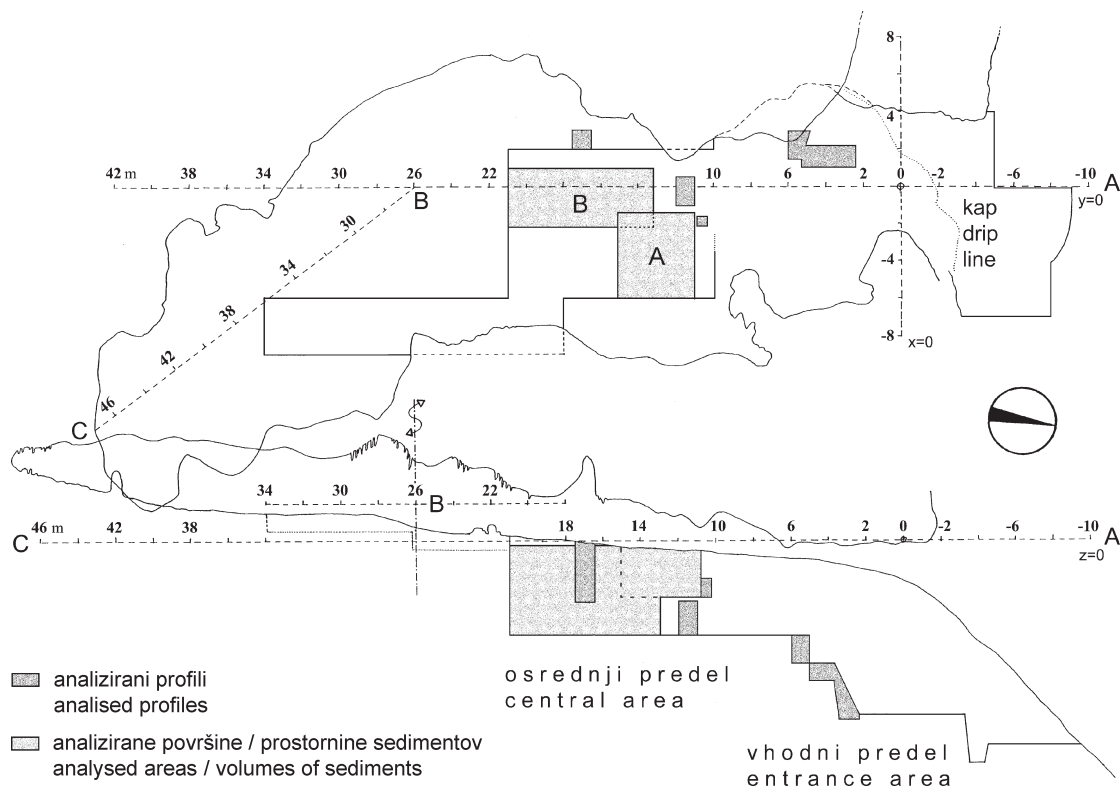 8
4
42 m 38 34 30 26 22 10 6 0 -2 -6 -10 A
y=0
B
B
A
kap
drip
line
-4
-8
x=0
30
34
38
42
46
C
34 30 26 22
B
C 46 m 42 38 18 14 10 6 0 -2 -6 -10 A
z=0
osrednji predel
central area
vhodni predel
entrance area
analizirani profili
analised profiles
analizirane površine / prostornine sedimentov
analysed areas / volumes of sediments